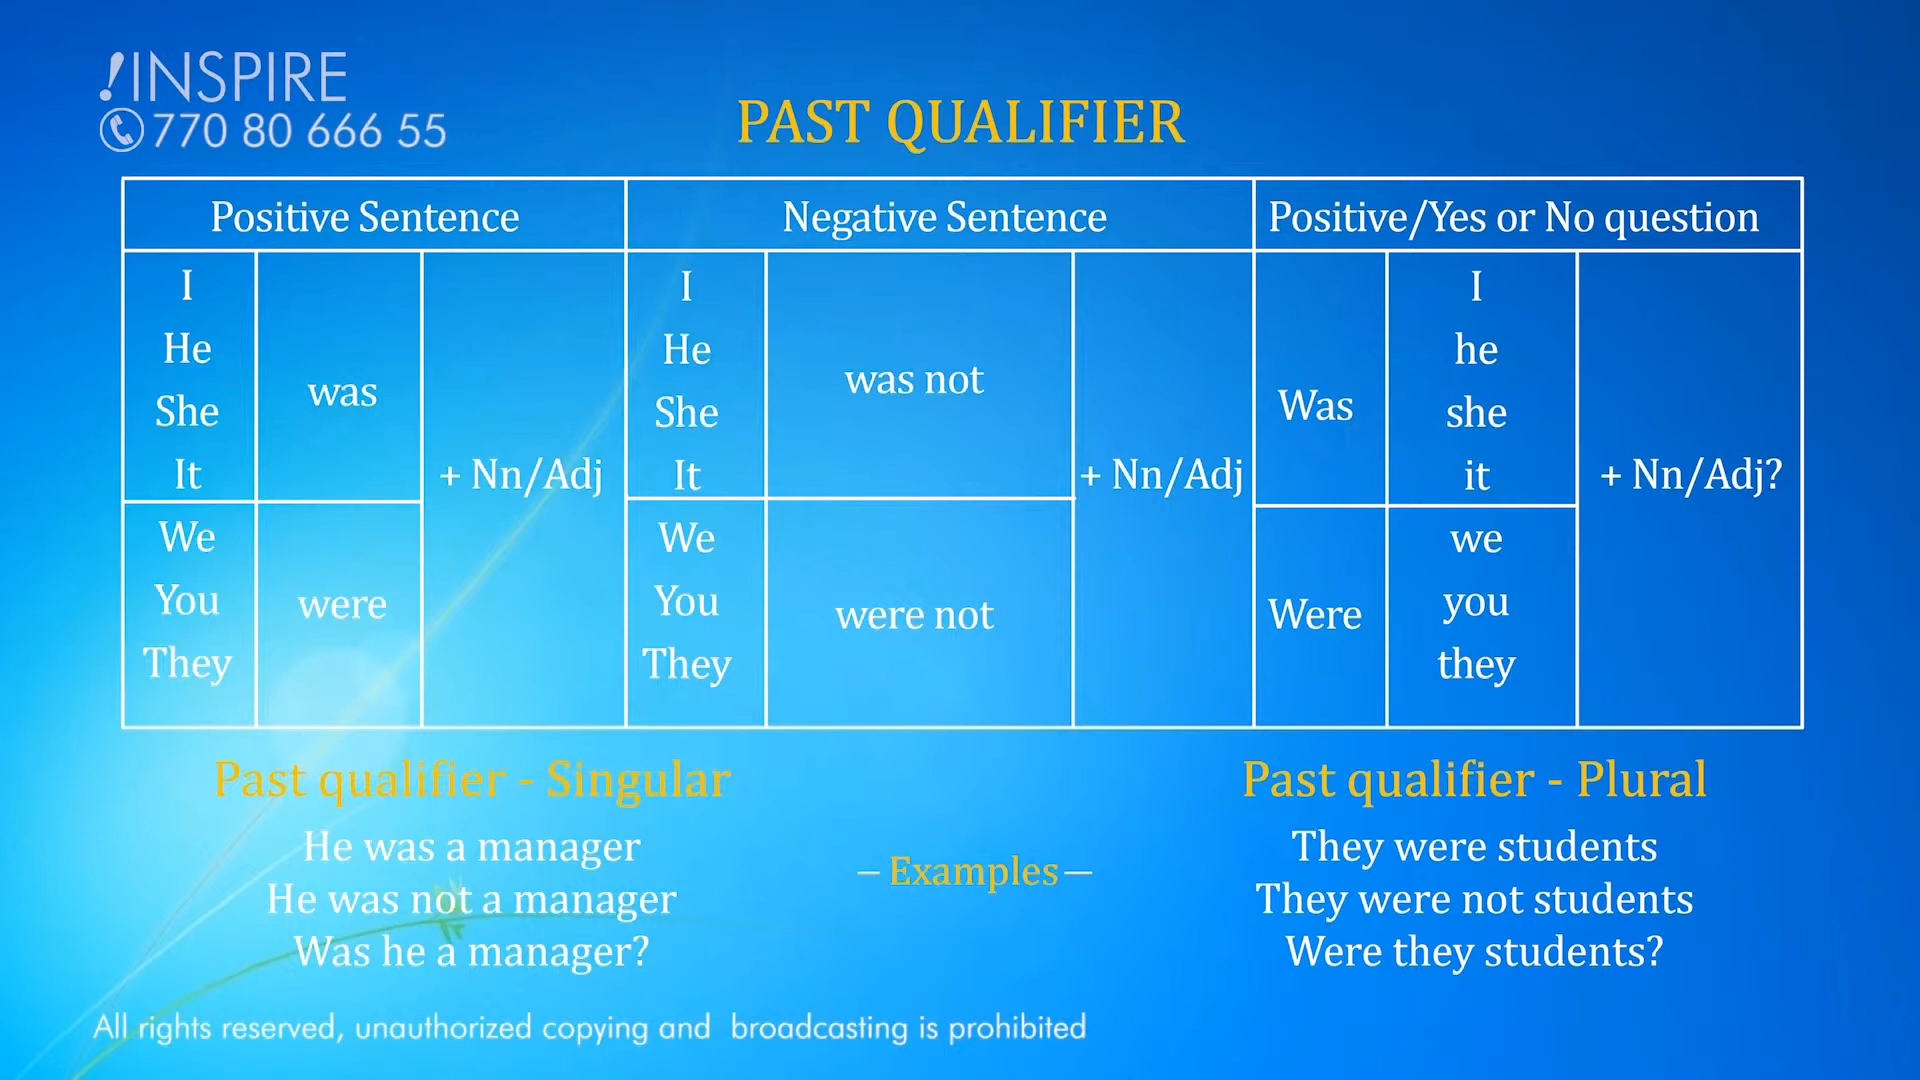 !INSPIRE
770 80 666 55
PAST QUALIFIER
Positive Sentence
I
He
She
It
was
We
You
They
were
+ Nn/Adj
Negative Sentence
I
He
She
It
was not
We
You
They
were not
+ Nn/Adj
Positive/Yes or No question
Was
I
he
she
it
Were
we
you
they
+ Nn/Adj?
Past qualifier - Singular
He was a manager
He was not a manager
Was he a manager?
– Examples –
Past qualifier - Plural
They were students
They were not students
Were they students?
All rights reserved, unauthorized copying and broadcasting is prohibited